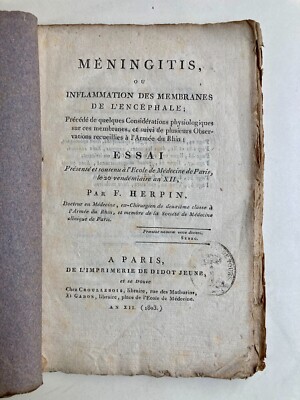 MÉNINGITIS,
OU
INFLAMMATION DES MEMBRANES
DE L'ENCÉPHALE;
Précédé de quelques Considérations physiologiques
sur ces membranes, et suivi de plusieurs Obser-
vations recueillies à l'Armée du Rhin;
ESSAI
Présenté et soutenu à l'École de Médecine de Paris,
le 20 vendémiaire an XII,
PAR F. HERPIN,
Docteur en Médecine, ex-Chirurgien de deuxième classe à
l'Armée du Rhin, et membre de la Société de Médecine
clinique de Paris.
A PARIS,
DE L'IMPRIMERIE DE DIDOT JEUNE,
ET SE VEND
Chez CROULLEBOIS, libraire, rue des Mathurins,
Et GABON, libraire, place de l'École de Médecine.
AN XII. (1803.)